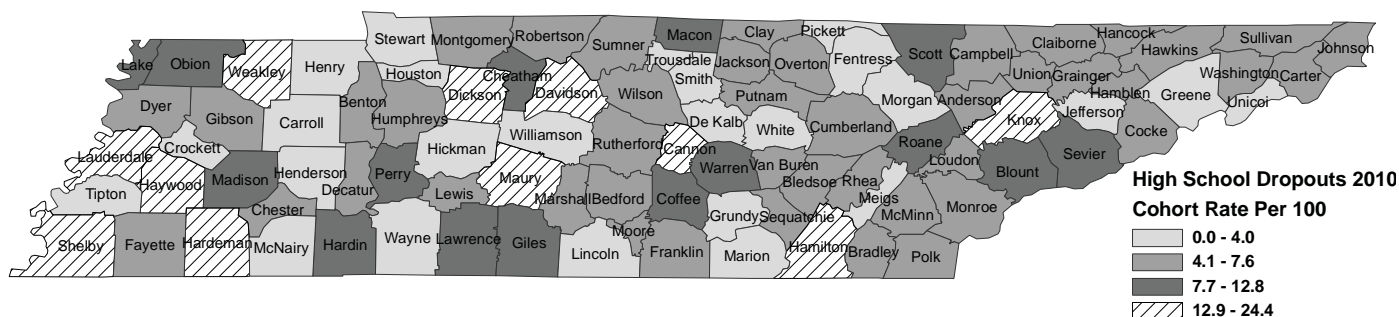 Stewart
Montgomery
Robertson
Sumner
Macon
Clay
Pickett
Scott
Campbell
Claiborne
Hancock
Hawkins
Sullivan
Johnson
Lake
Obion
Weakley
Henry
Houston
Cheatham
Trousdale
Smith
Jackson
Overton
Fentress
Union
Grainger
Hamblen
Washington
Carter
Greene
Unicoi
Dyer
Gibson
Carroll
Benton
Humphreys
Dickson
Davidson
Wilson
Putnam
Morgan
Anderson
Knox
Jefferson
Cocke
Lauderdale
Crockett
Haywood
Madison
Henderson
Decatur
Perry
Hickman
Williamson
Rutherford
Cannon
De Kalb
White
Cumberland
Roane
Loudon
Blount
Sevier
Tipton
Chester
Lewis
Maury
Marshall
Bedford
Coffee
Warren
Van Buren
Bledsoe
Rhea
Meigs
McMinn
Monroe
Shelby
Fayette
Hardeman
McNairy
Hardin
Wayne
Lawrence
Giles
Lincoln
Moore
Franklin
Grundy
Marion
Sequatchie
Hamilton
Bradley
Polk
High School Dropouts 2010
Cohort Rate Per 100
0.0 - 4.0
4.1 - 7.6
7.7 - 12.8
12.9 - 24.4